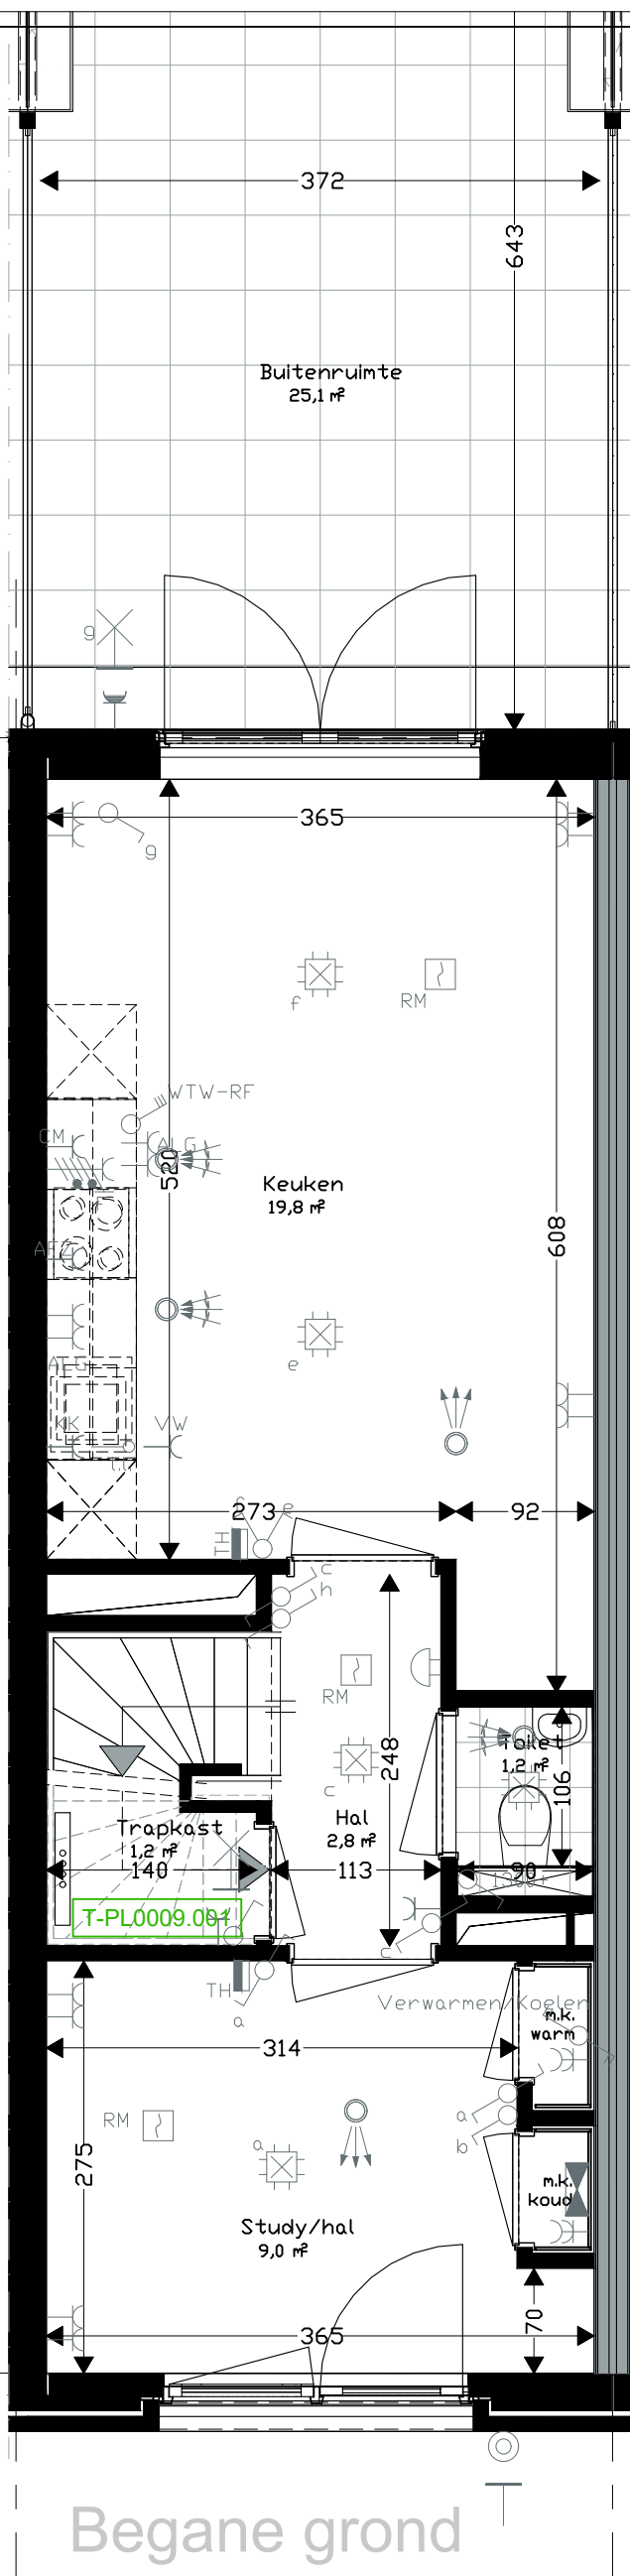 372
643
Buitenruimte
25,1 m²
g
365
g
f
RM
WTW-RF
CM
ALG
520
Keuken
19,8 m²
608
AFZ
e
ALG
KK
VW
273
92
e
TH
c
h
RM
248
c
Toilet
1,2 m²
106
Hal
2,8 m²
Trapkast
1,2 m²
140
113
90
T-PL0009.001
c
TH
a
Verwarmen/Koelen
m.k.
warm
314
RM
a
a
b
275
m.k.
koud
Study/hal
9,0 m²
70
365
Begane grond